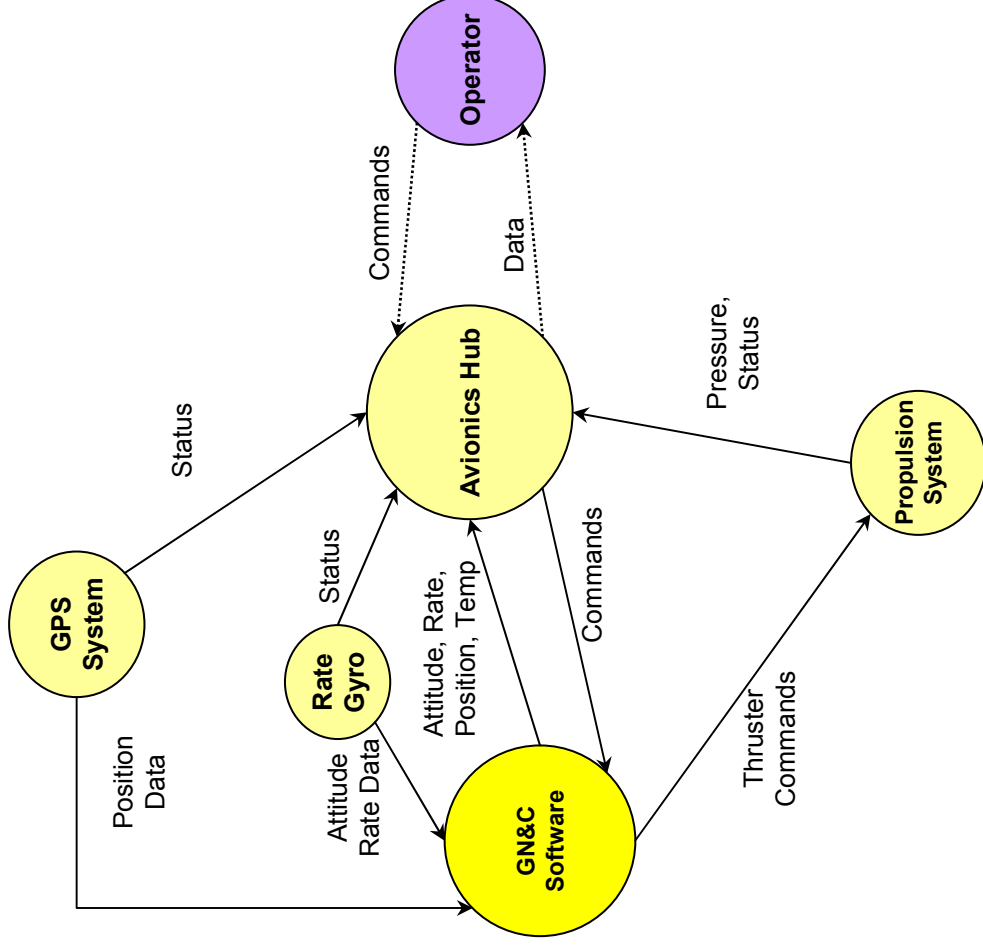 Operator
Commands
Data
Avionics Hub
Status
Pressure,
Status
GPS
System
Rate
Gyro
Status
Attitude, Rate,
Position, Temp
Commands
Propulsion
System
Position
Data
Attitude
Rate Data
GN&C
Software
Thruster
Commands